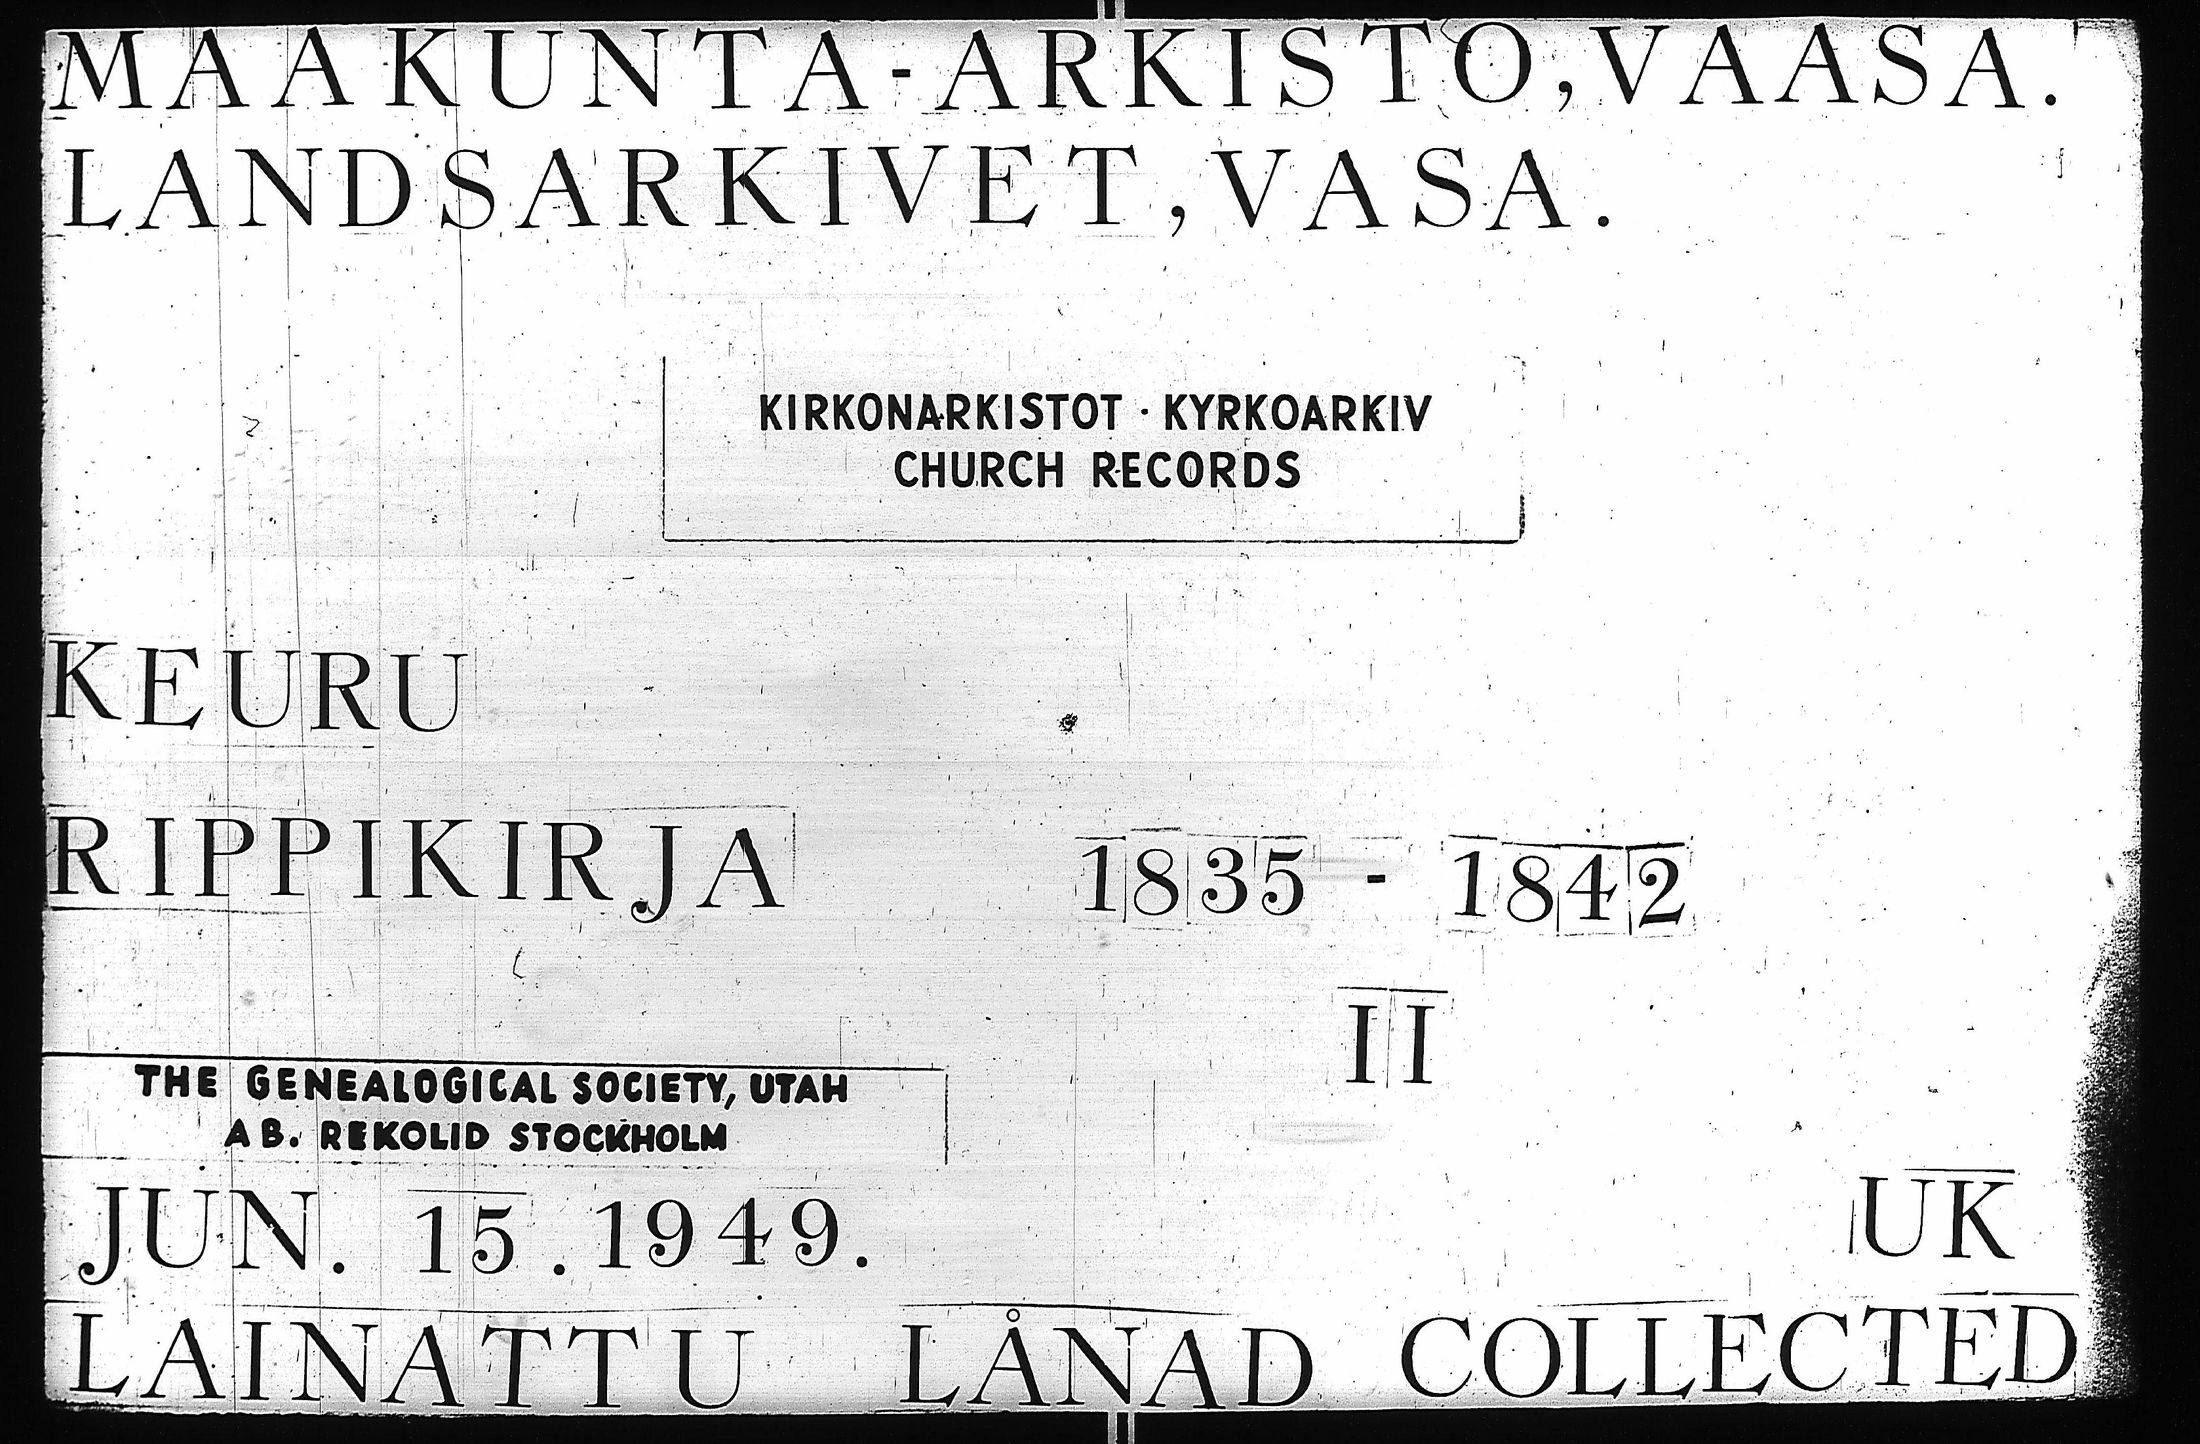 MAAKUNTA-ARKISTO, VAASA.
LANDSARKIVET, VASA.
KIRKONARKISTOT · KYRKOARKIV
CHURCH RECORDS
KEURU
RIPPIKIRJA 1835 - 1842
II
THE GENEALOGICAL SOCIETY, UTAH
AB. REKOLID STOCKHOLM
JUN. 15. 1949. UK
LAINATTU LÅNAD COLLECTED